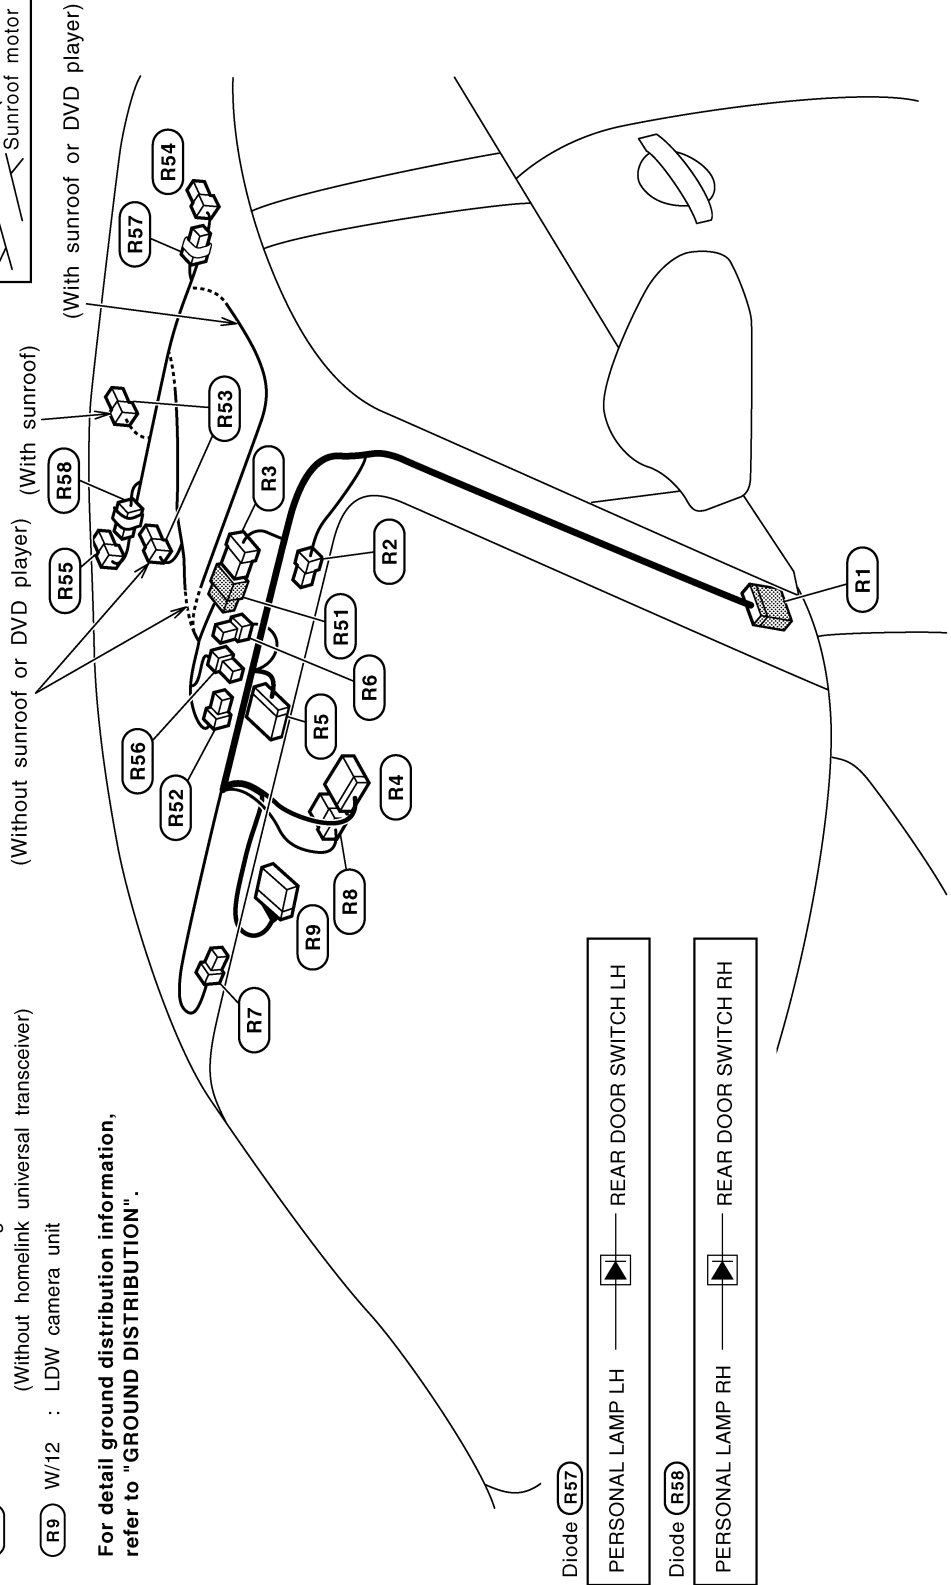 Sunroof motor
(With sunroof or DVD player)
(With sunroof)
(Without sunroof or DVD player)
(Without homelink universal transceiver)
R9 W/12 : LDW camera unit
For detail ground distribution information,
refer to "GROUND DISTRIBUTION".
R54
R57
R53
R58
R55
R3
R2
R51
R6
R5
R56
R52
R4
R8
R9
R7
R1
Diode R57
PERSONAL LAMP LH REAR DOOR SWITCH LH
Diode R58
PERSONAL LAMP RH REAR DOOR SWITCH RH